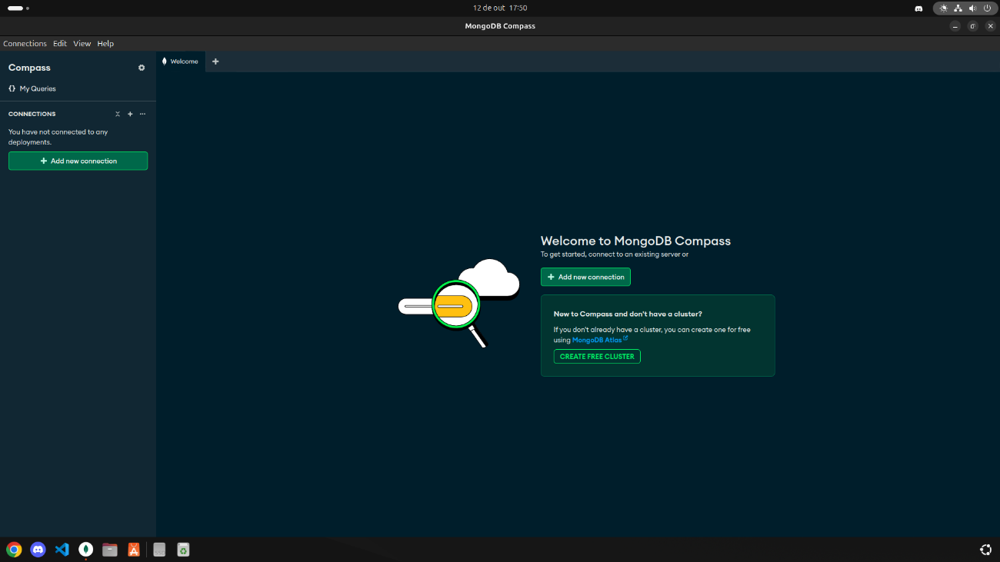 12 de out 17:50
MongoDB Compass
Connections Edit View Help
Compass
Welcome
{} My Queries
CONNECTIONS
You have not connected to any
deployments.
Add new connection
Welcome to MongoDB Compass
To get started, connect to an existing server or
Add new connection
New to Compass and don't have a cluster?
If you don't already have a cluster, you can create one for free
using MongoDB Atlas
CREATE FREE CLUSTER